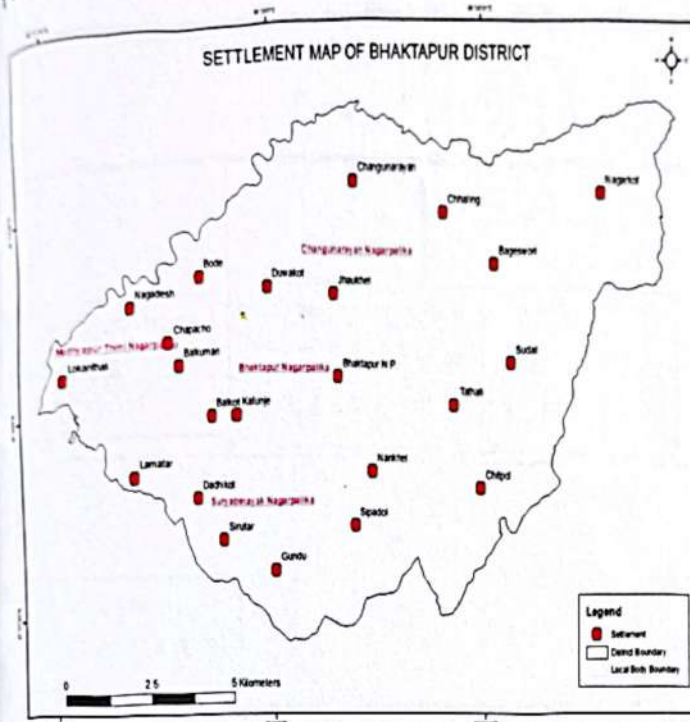 SETTLEMENT MAP OF BHAKTAPUR DISTRICT
Changunarayan
Chhaling
Nagarkot
Changunarayan Nagarpalika
Bageswori
Bode
Duwakot
Jhaukhel
Nagadesh
Chapacho
Balkumari
Lokanthali
Bhaktapur Nagarpalika
Bhaktapur N.P.
Sudal
Tathali
Balkot
Katunje
Lamatar
Dadhikot
Suryabinayak Nagarpalika
Nankhel
Chitpol
Sipadol
Sirutar
Gundu
Legend
Settlement
District Boundary
Local Body Boundary
0 2.5 5 Kilometers